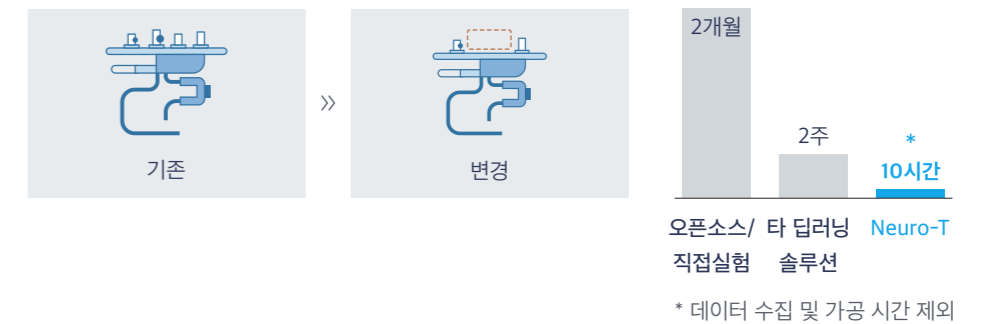 기존
»
변경
2개월
2주
*
10시간
오픈소스/
직접실험
타 딥러닝
솔루션
Neuro-T
* 데이터 수집 및 가공 시간 제외